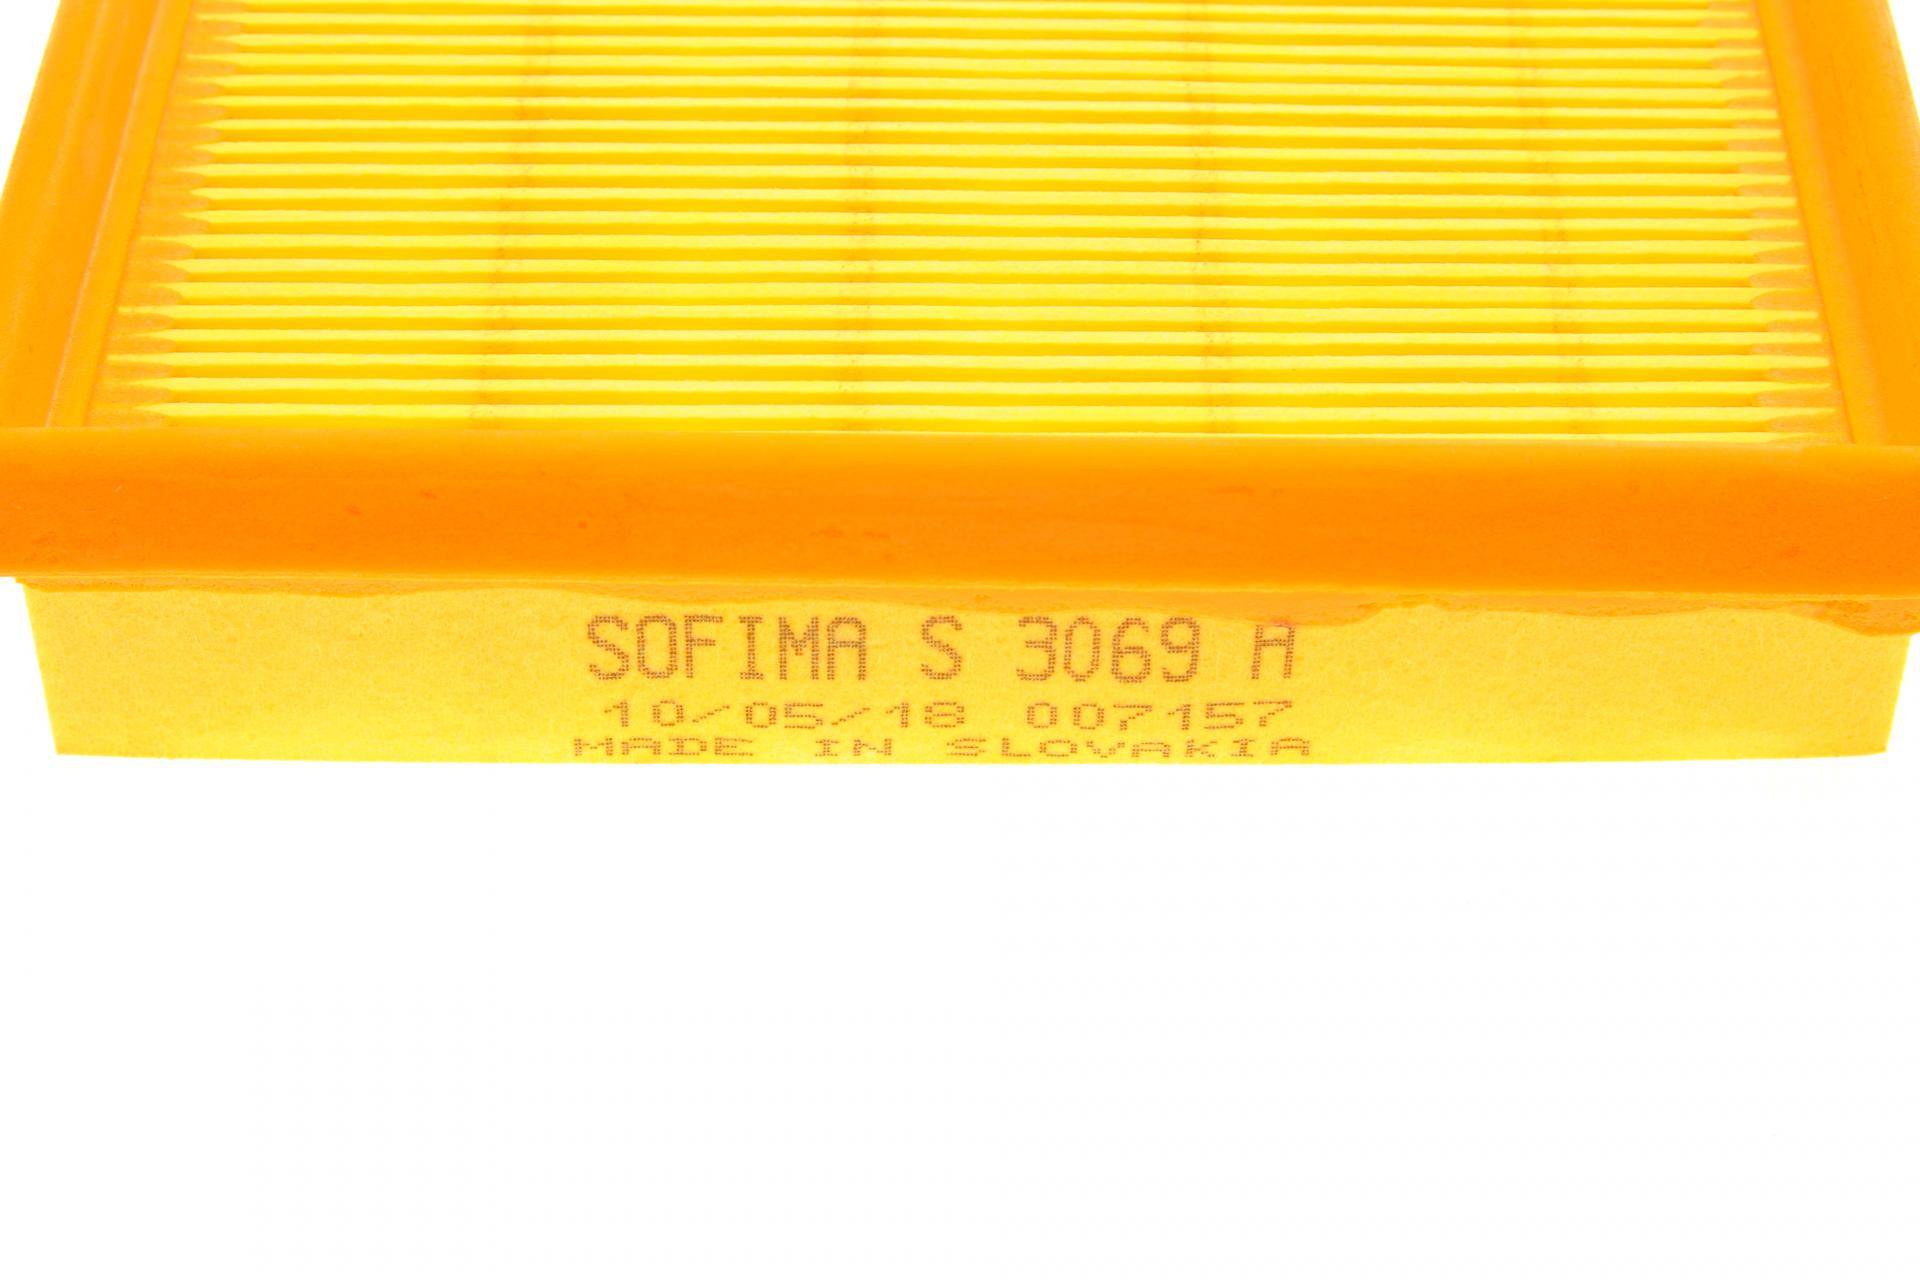 SOFIMA S 3069 A
10/05/18 007157
MADE IN SLOVAKIA